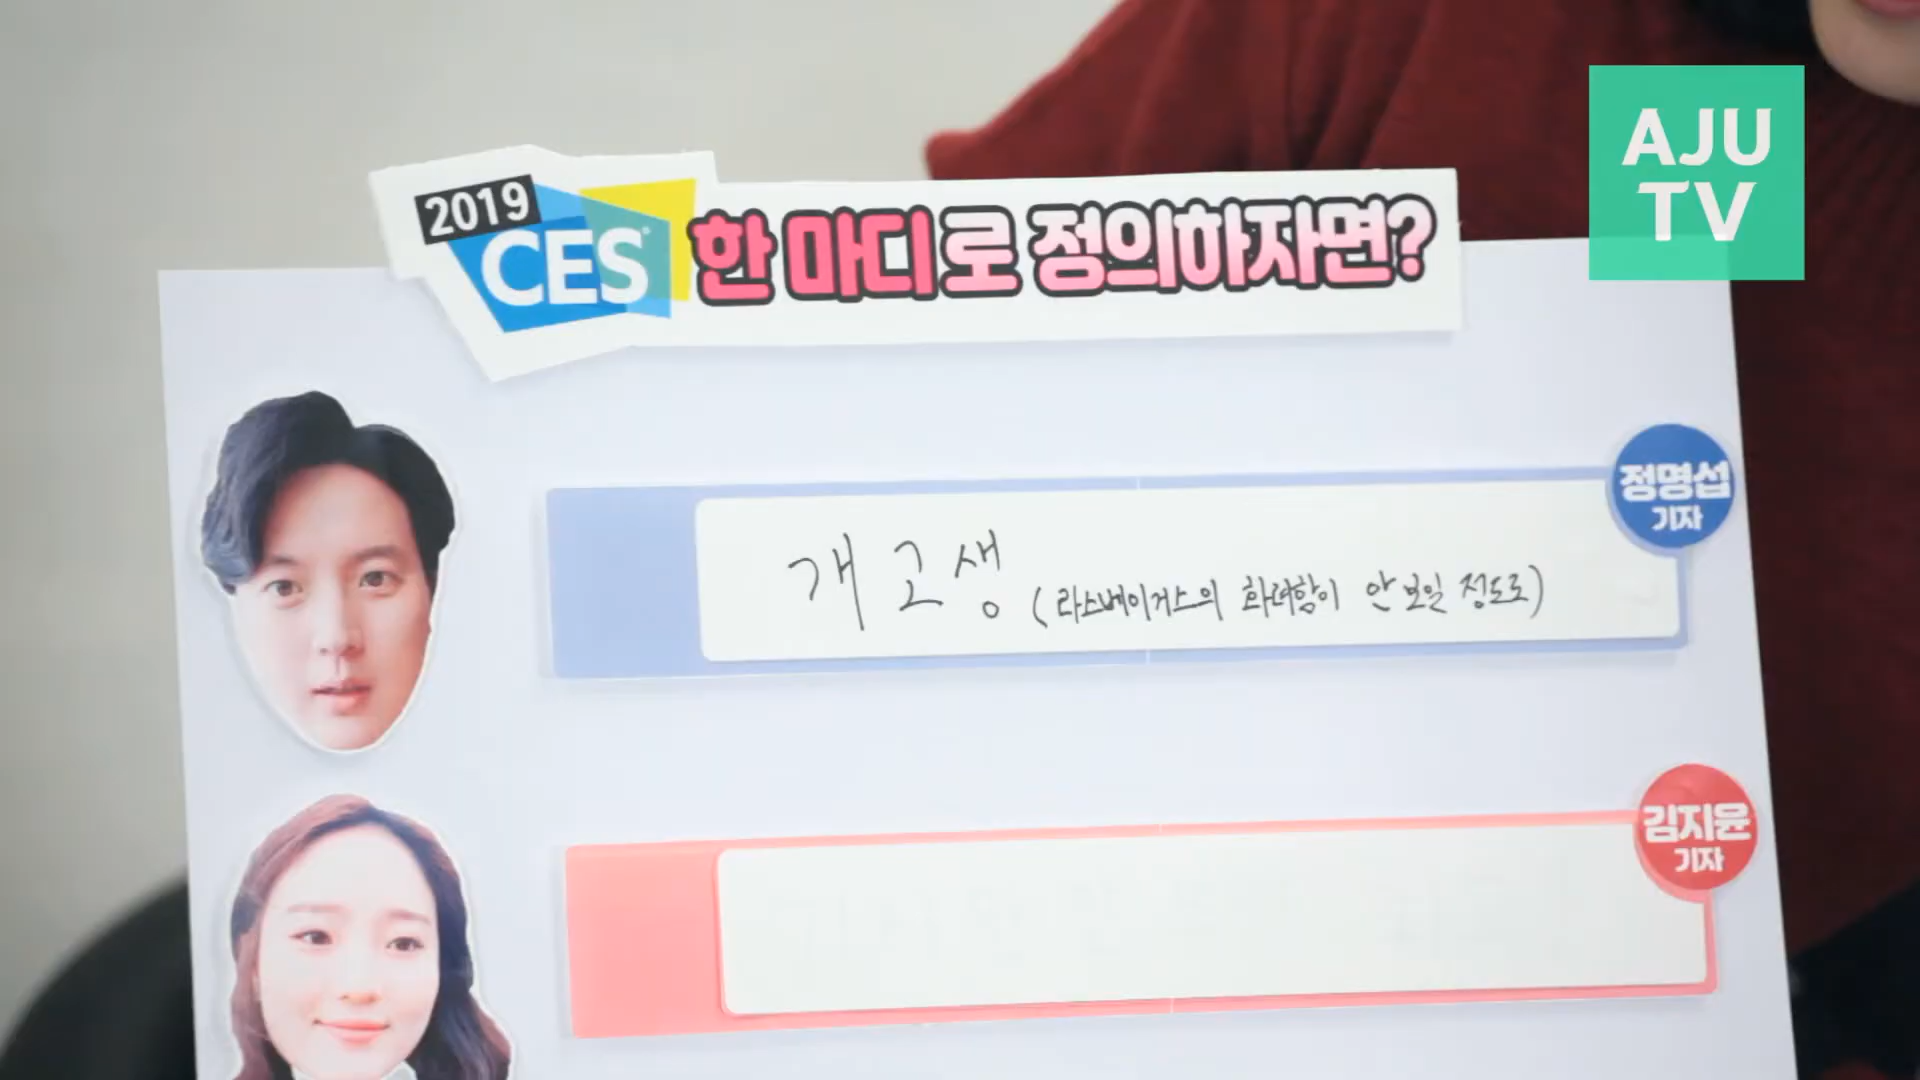 AJU
TV
2019
CES 한 마디로 정의하자면?
정명섭
기자
개고생 (라스베이거스의 화려함이 안 보일 정도로)
김지윤
기자